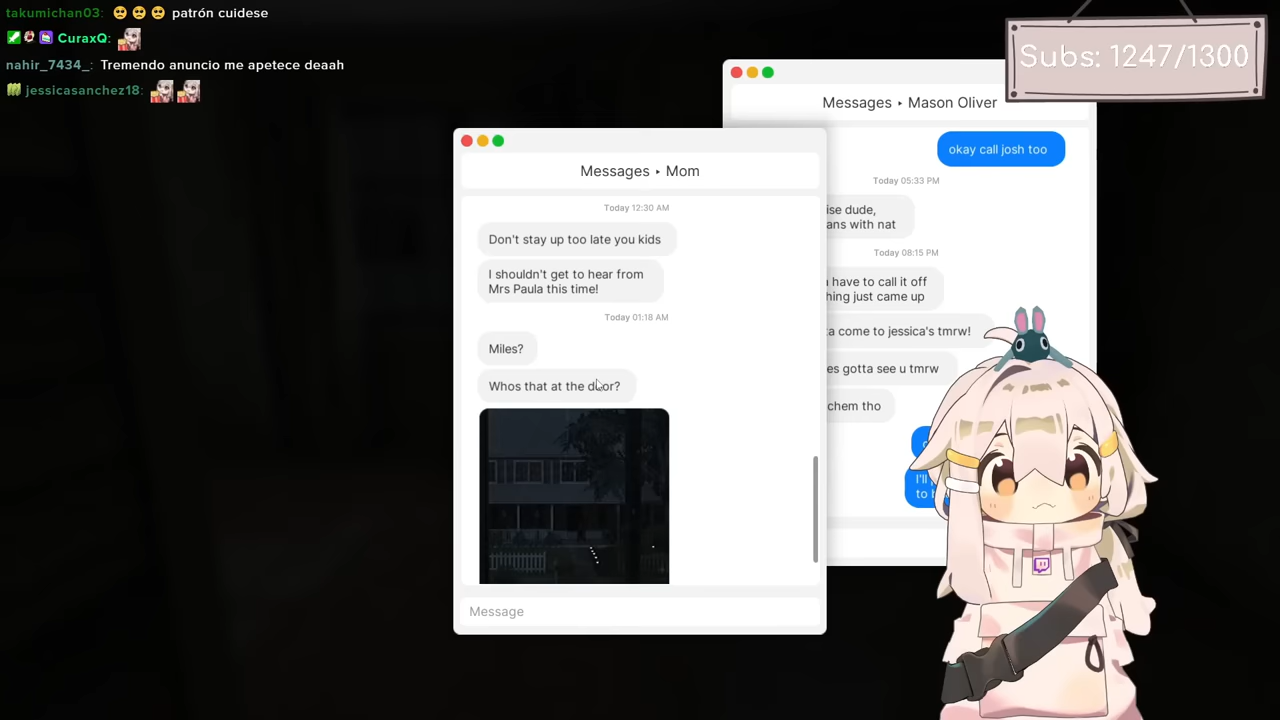 takumichan03: patrón cuidese
CuraxQ:
nahir_7434_: Tremendo anuncio me apetece deaah
jessicasanchez18:
Subs: 1247/1300
Messages ‣ Mason Oliver
okay call josh too
Today 05:33 PM
ise dude,
ans with nat
Today 08:15 PM
have to call it off
hing just came up
come to jessica's tmrw!
es gotta see u tmrw
chem tho
I'll
to
Messages ‣ Mom
Today 12:30 AM
Don't stay up too late you kids
I shouldn't get to hear from
Mrs Paula this time!
Today 01:18 AM
Miles?
Whos that at the door?
Message